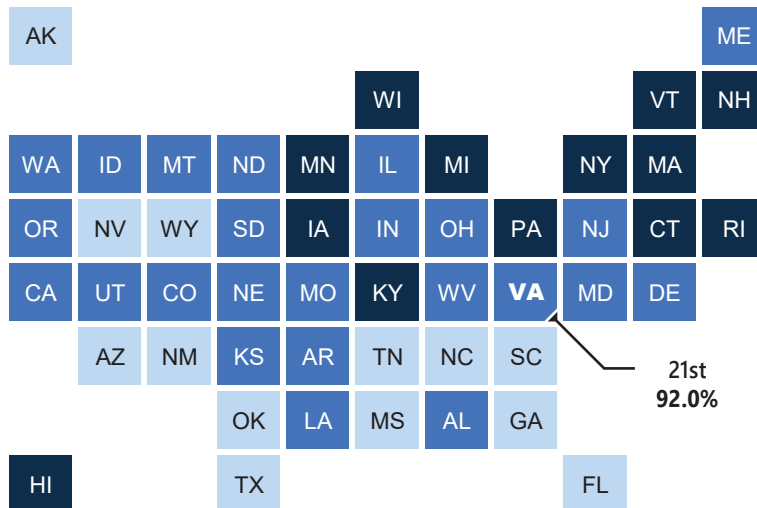 AK ME
WI VT NH
WA ID MT ND MN IL MI NY MA
OR NV WY SD IA IN OH PA NJ CT RI
CA UT CO NE MO KY WV VA MD DE
AZ NM KS AR TN NC SC
21st
92.0%
OK LA MS AL GA
HI TX FL